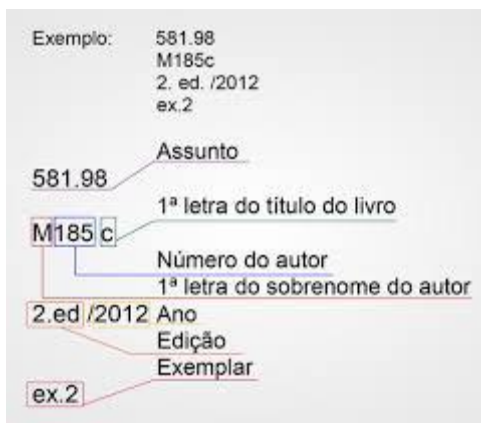 Exemplo: 581.98
M185c
2. ed. /2012
ex.2
Assunto
581.98
1ª letra do título do livro
M185 c
Número do autor
1ª letra do sobrenome do autor
2.ed /2012 Ano
Edição
Exemplar
ex.2